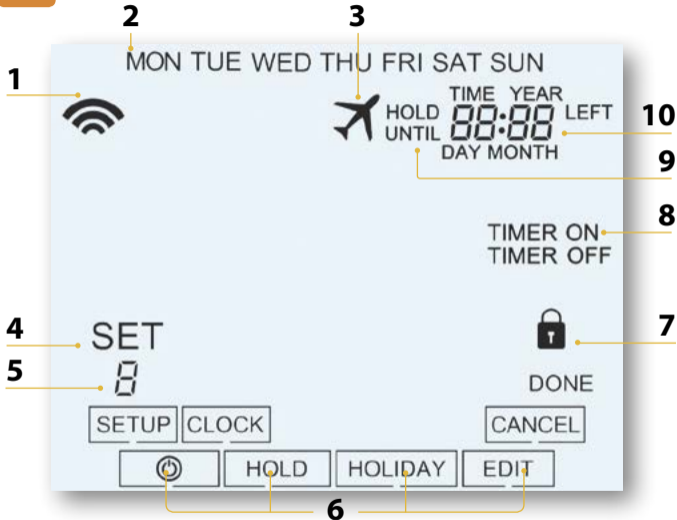 2
3
MON TUE WED THU FRI SAT SUN
1
TIME YEAR
HOLD UNTIL 88:88 LEFT
10
DAY MONTH
9
8
TIMER ON
TIMER OFF
4
SET
7
5
8
DONE
SETUP CLOCK CANCEL
HOLD HOLIDAY EDIT
6